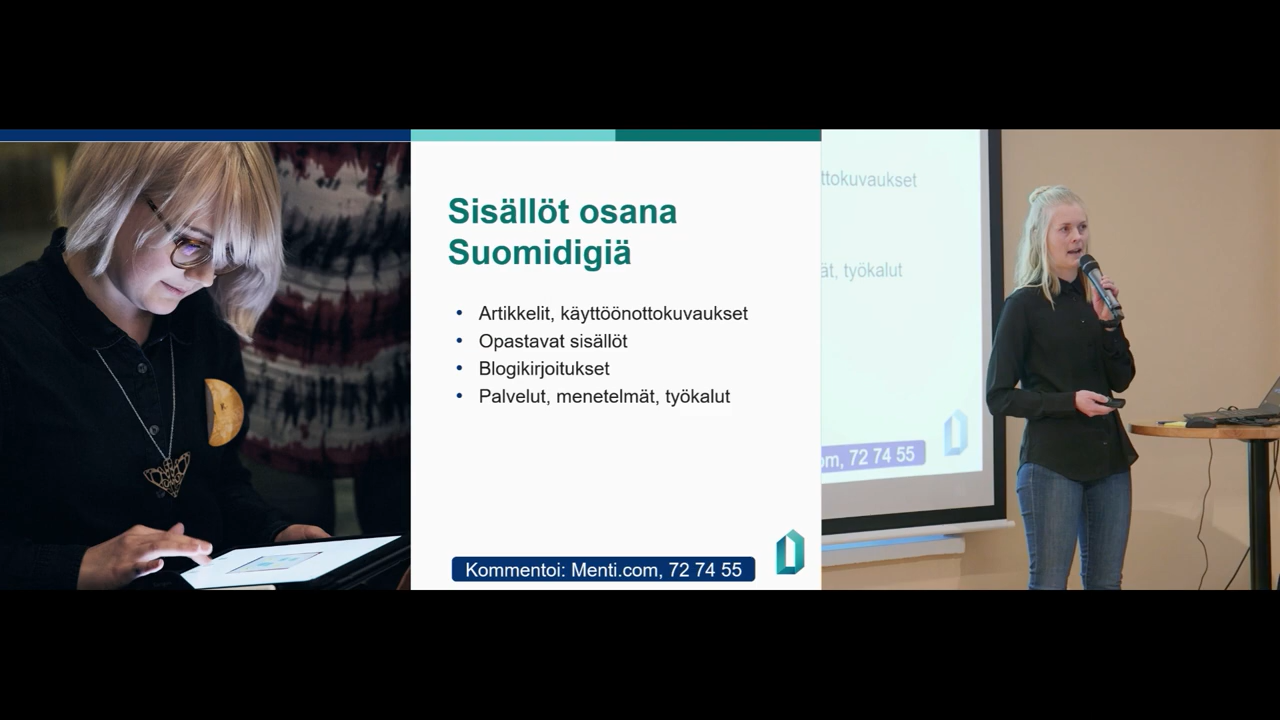 Sisällöt osana
Suomidigiä
• Artikkelit, käyttöönottokuvaukset
• Opastavat sisällöt
• Blogikirjoitukset
• Palvelut, menetelmät, työkalut
Kommentoi: Menti.com, 72 74 55
ttokuvaukset
ät, työkalut
om, 72 74 55